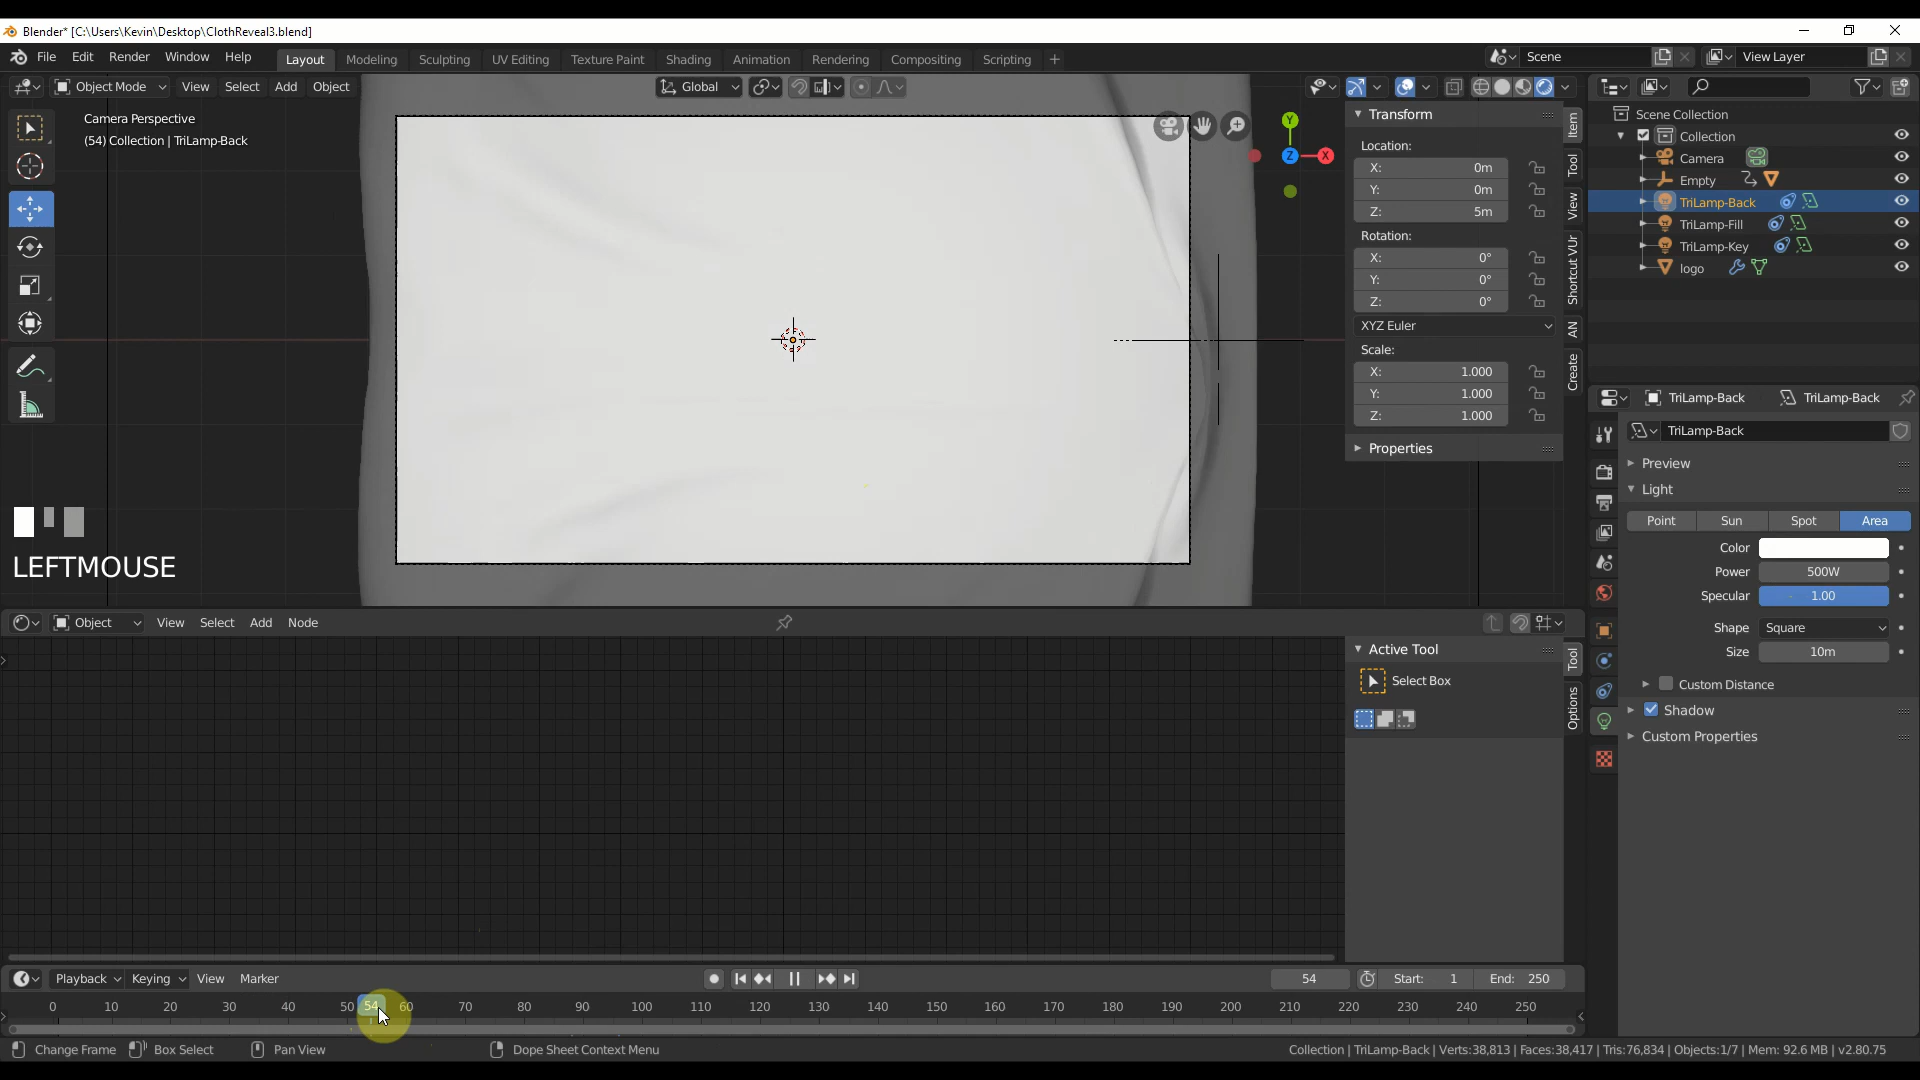 Blender* [C:\Users\Kevin\Desktop\ClothReveal3.blend]
File Edit Render Window Help Layout Modeling Sculpting UV Editing Texture Paint Shading Animation Rendering Compositing Scripting + Scene View Layer
Object Mode View Select Add Object Global
Camera Perspective
(54) Collection | TriLamp-Back
Y
Z
X
LEFTMOUSE
Transform
Location:
X: 0m
Y: 0m
Z: 5m
Rotation:
X: 0°
Y: 0°
Z: 0°
XYZ Euler
Scale:
X: 1.000
Y: 1.000
Z: 1.000
Properties
Item
Tool
View
Shortcut VUr
AN
Create
Scene Collection
Collection
Camera
Empty
TriLamp-Back
TriLamp-Fill
TriLamp-Key
logo
TriLamp-Back TriLamp-Back
TriLamp-Back
Preview
Light
Point Sun Spot Area
Color
Power 500W
Specular 1.00
Shape Square
Size 10m
Custom Distance
Shadow
Custom Properties
Object View Select Add Node
Active Tool
Select Box
Tool
Options
Playback Keying View Marker 54 Start: 1 End: 250
0 10 20 30 40 50 54 60 70 80 90 100 110 120 130 140 150 160 170 180 190 200 210 220 230 240 250
Change Frame Box Select Pan View Dope Sheet Context Menu Collection | TriLamp-Back | Verts:38,813 | Faces:38,417 | Tris:76,834 | Objects:1/7 | Mem: 92.6 MB | v2.80.75